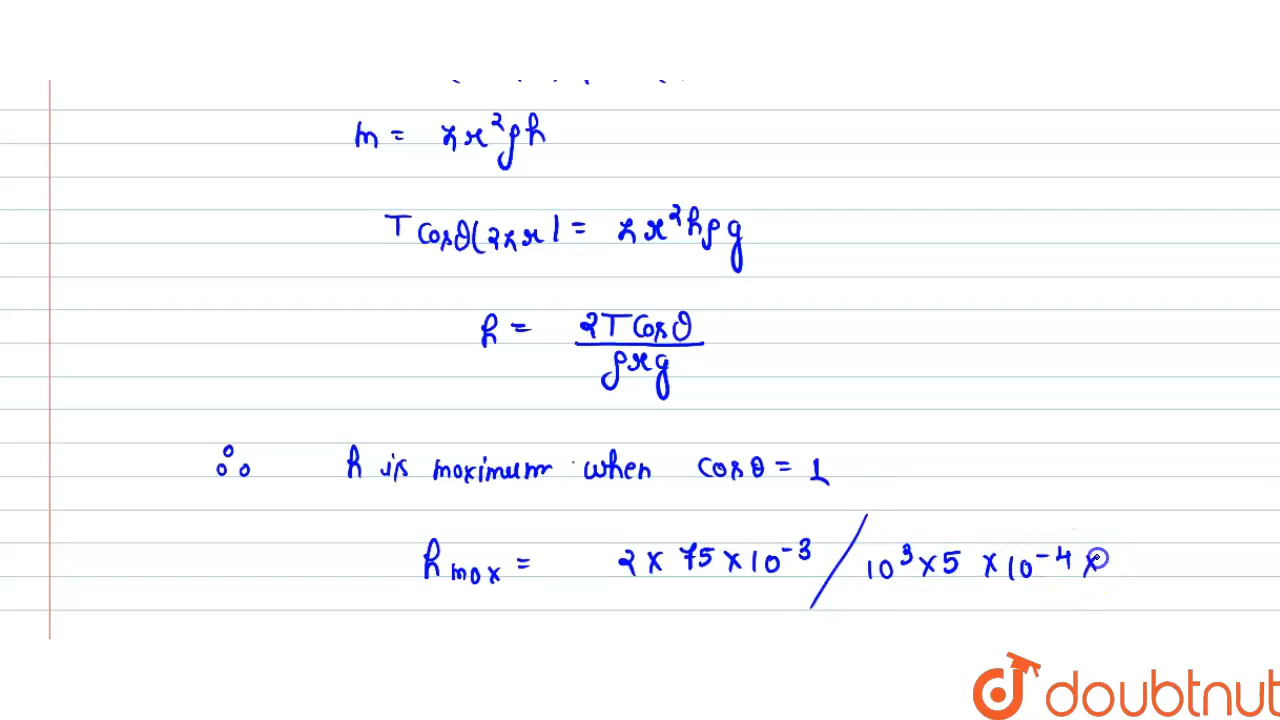 m = πr²ρh
T cosθ(2πr) = πr²hρg
h = 2T Cosθ / ρrg
∴ h is maximum when cosθ = 1
h max = 2 × 75 × 10⁻³ / 10³ × 5 × 10⁻⁴ ×
doubtnut